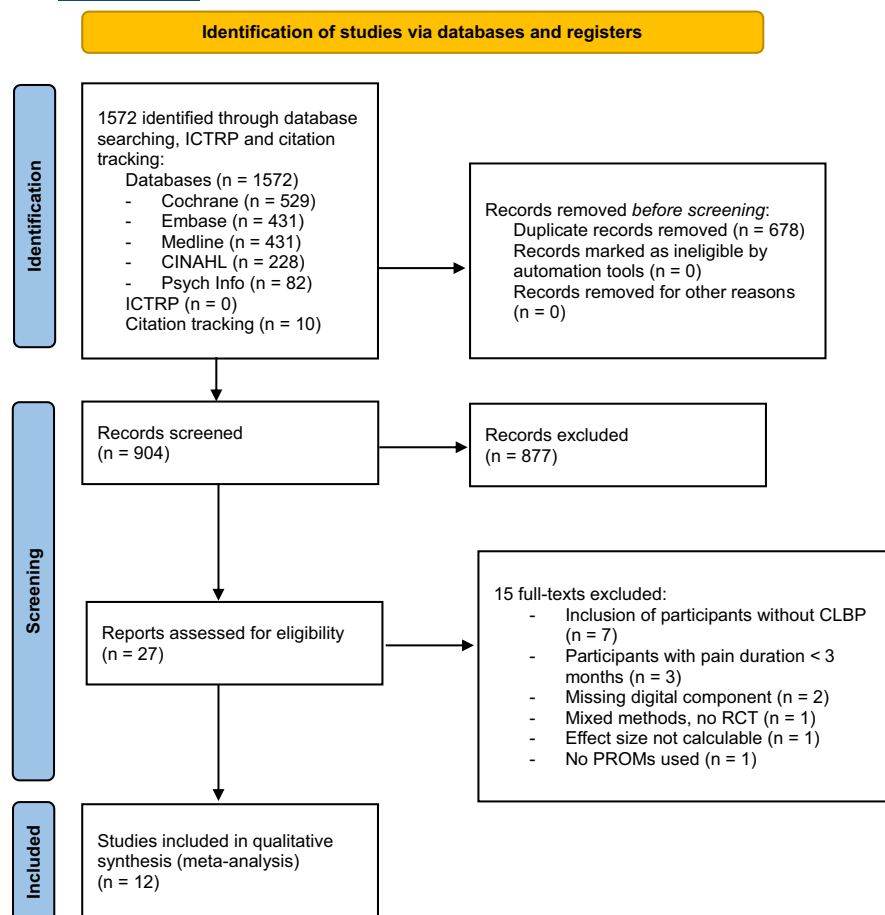 Identification of studies via databases and registers
Identification
1572 identified through database
searching, ICTRP and citation
tracking:
Databases (n = 1572)
- Cochrane (n = 529)
- Embase (n = 431)
- Medline (n = 431)
- CINAHL (n = 228)
- Psych Info (n = 82)
ICTRP (n = 0)
Citation tracking (n = 10)
Records removed before screening:
Duplicate records removed (n = 678)
Records marked as ineligible by
automation tools (n = 0)
Records removed for other reasons
(n = 0)
Screening
Records screened
(n = 904)
Records excluded
(n = 877)
Reports assessed for eligibility
(n = 27)
15 full-texts excluded:
- Inclusion of participants without CLBP
(n = 7)
- Participants with pain duration < 3
months (n = 3)
- Missing digital component (n = 2)
- Mixed methods, no RCT (n = 1)
- Effect size not calculable (n = 1)
- No PROMs used (n = 1)
Included
Studies included in qualitative
synthesis (meta-analysis)
(n = 12)